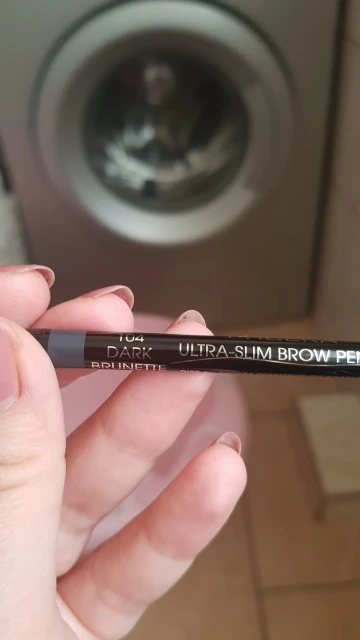 104
DARK
BRUNETTE
ULTRA-SLIM BROW PEN